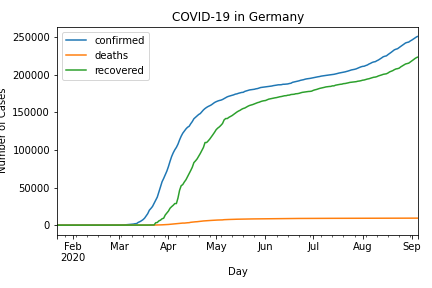 COVID-19 in Germany
confirmed
deaths
recovered
250000
200000
150000
100000
50000
0
Number of Cases
Feb Mar Apr May Jun Jul Aug Sep
2020
Day